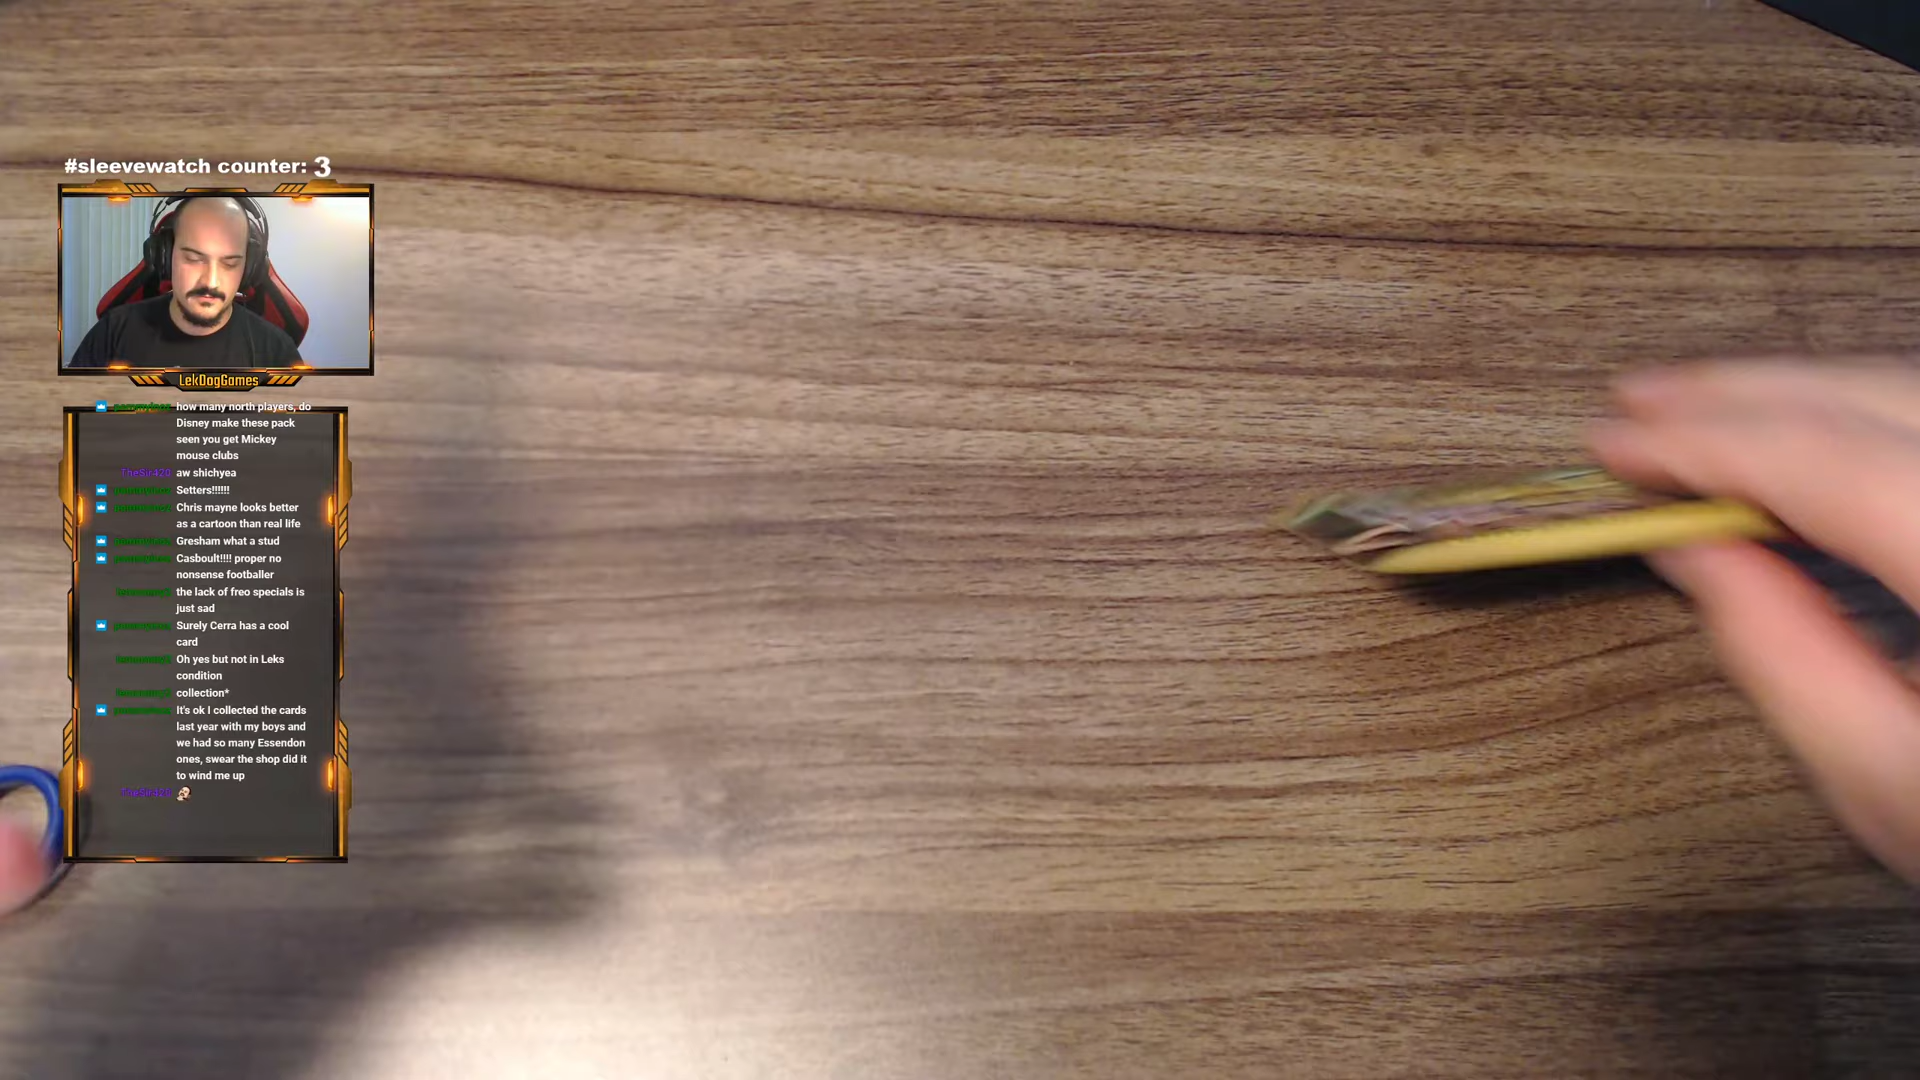 #sleevewatch counter: 3
LekDogGames
how many north players, do
Disney make these pack
seen you get Mickey
mouse clubs
TheSir420 aw shichyea
Setters!!!!!!
Chris mayne looks better
as a cartoon than real life
Gresham what a stud
Casboult!!!! proper no
nonsense footballer
the lack of freo specials is
just sad
Surely Cerra has a cool
card
Oh yes but not in Leks
condition
collection*
It's ok I collected the cards
last year with my boys and
we had so many Essendon
ones, swear the shop did it
to wind me up
TheSir420